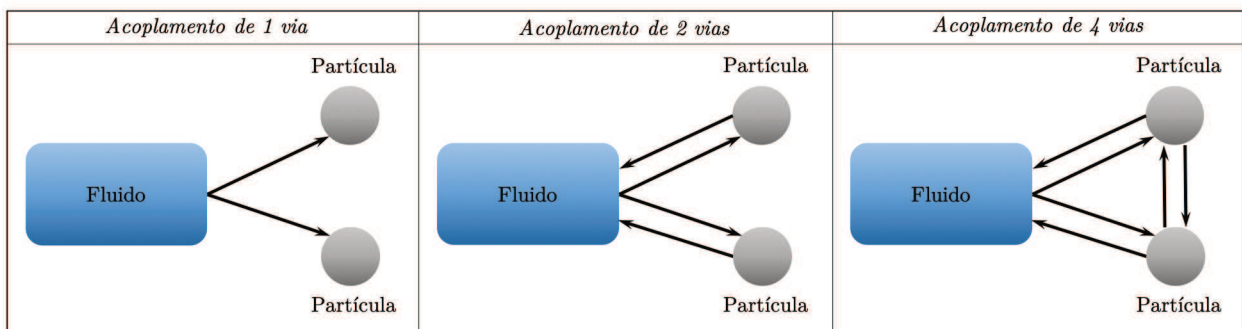 Acoplamento de 1 via
Acoplamento de 2 vias
Acoplamento de 4 vias
Partícula
Fluido
Partícula
Partícula
Fluido
Partícula
Partícula
Fluido
Partícula